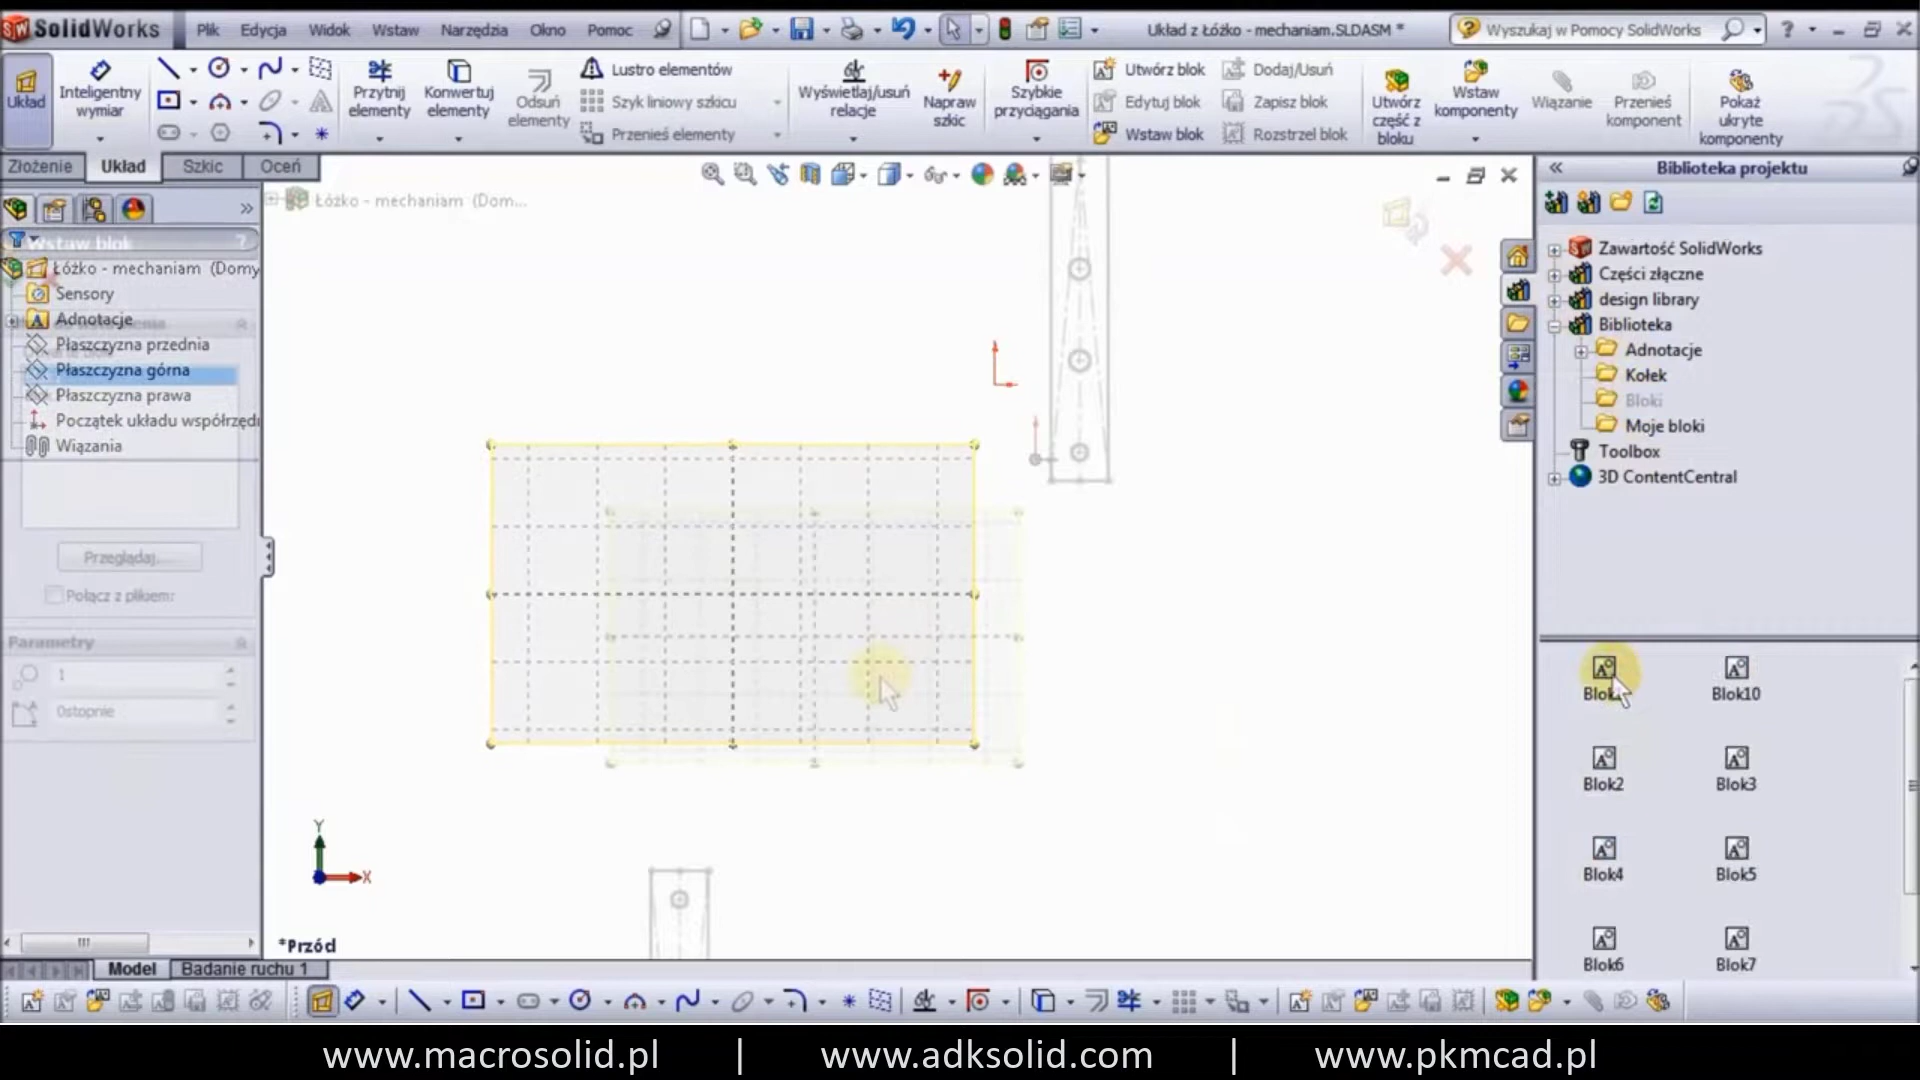 SolidWorks
Plik Edycja Widok Wstaw Narzędzia Okno Pomoc
Układ z Łóżko - mechaniam.SLDASM *
Wyszukaj w Pomocy SolidWorks
Układ
Inteligentny wymiar
Przytnij elementy
Konwertuj elementy
Odsuń elementy
Lustro elementów
Szyk liniowy szkicu
Przenieś elementy
Wyświetlaj/usuń relacje
Napraw szkic
Szybkie przyciągania
Utwórz blok
Edytuj blok
Wstaw blok
Dodaj/Usuń
Zapisz blok
Rozstrzel blok
Utwórz część z bloku
Wstaw komponenty
Wiązanie
Przenieś komponent
Pokaż ukryte komponenty
Złożenie Układ Szkic Oceń
Łóżko - mechaniam (Dom...
Wstaw blok ?
Łóżko - mechaniam (Domy
Sensory
Adnotacje
Płaszczyzna przednia
Płaszczyzna górna
Płaszczyzna prawa
Początek układu współrzędn
Wiązania
Przeglądaj...
Połącz z plikiem:
Parametry
1
0stopnie
Y
X
*Przód
Model Badanie ruchu 1
Biblioteka projektu
Zawartość SolidWorks
Części złączne
design library
Biblioteka
Adnotacje
Kołek
Bloki
Moje bloki
Toolbox
3D ContentCentral
Blok10
Blok2 Blok3
Blok4 Blok5
Blok6 Blok7
www.macrosolid.pl | www.adksolid.com | www.pkmcad.pl